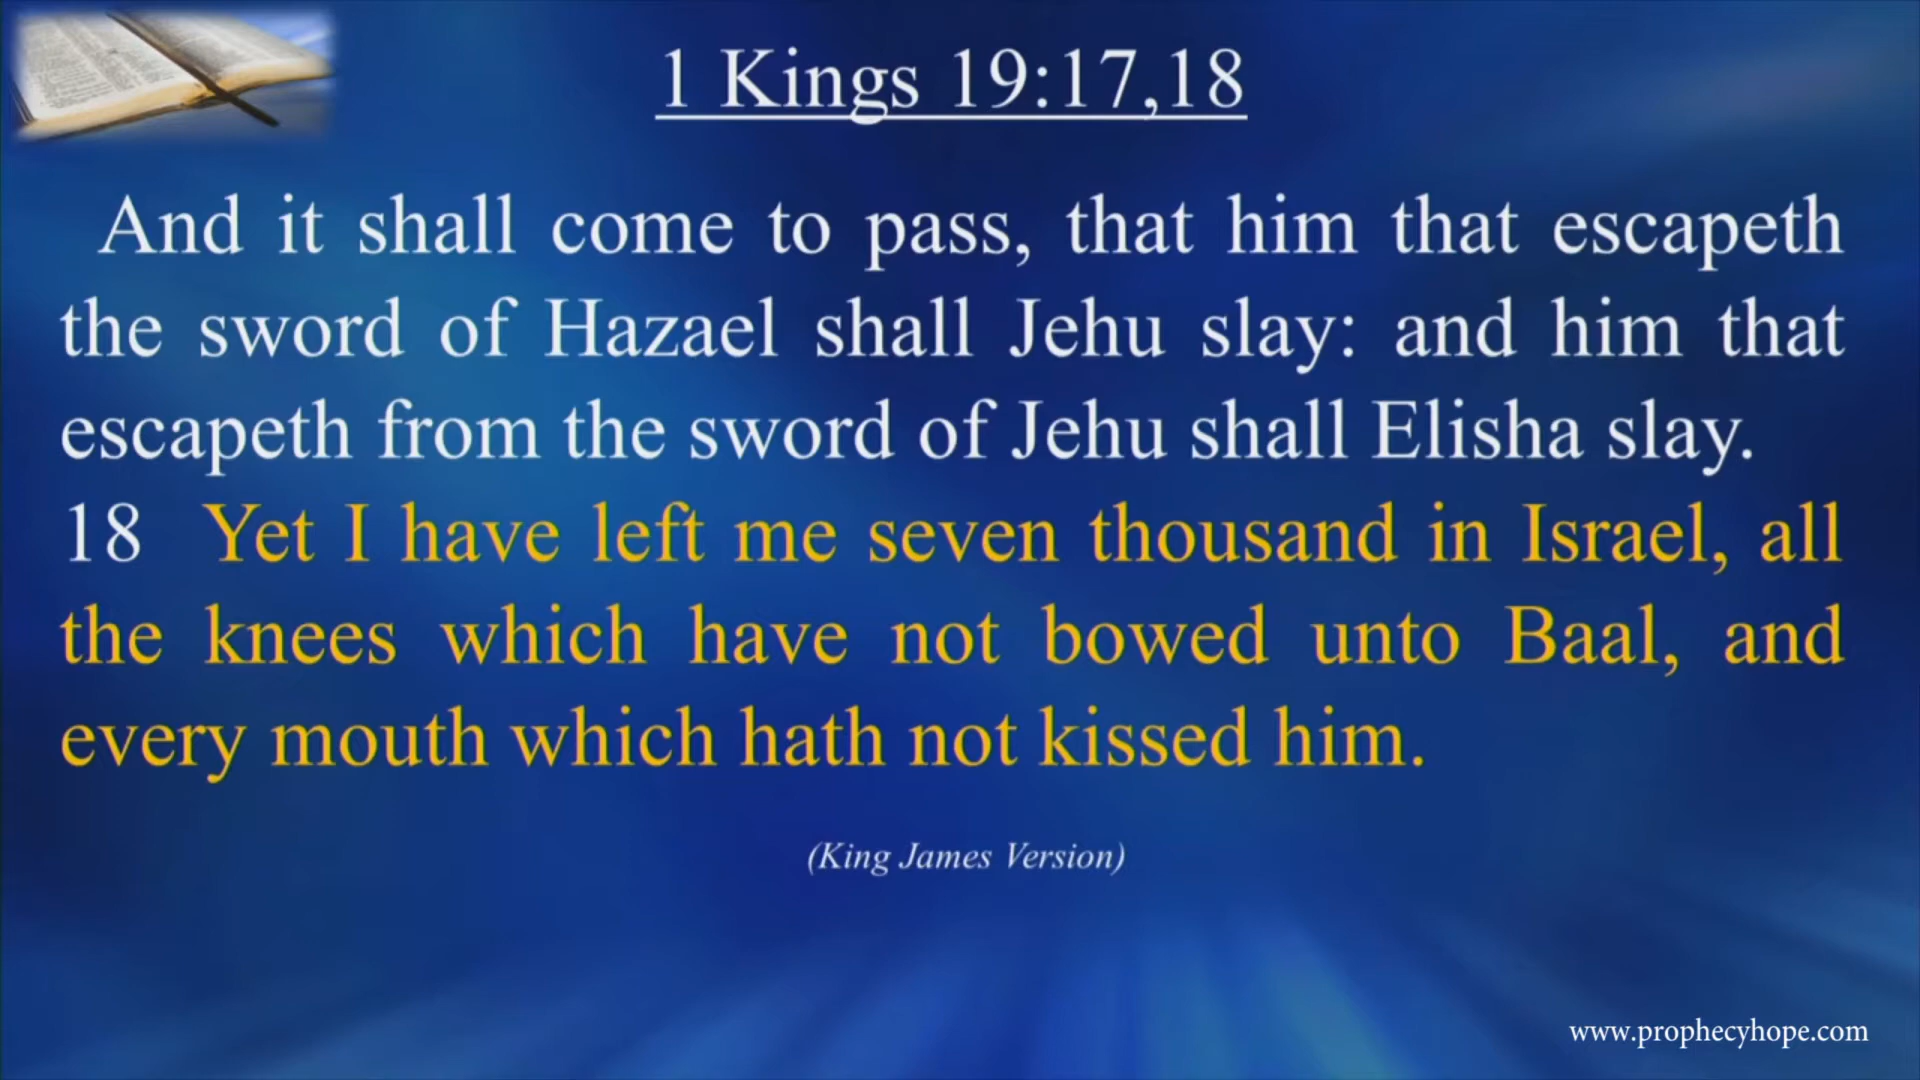 1 Kings 19:17,18
And it shall come to pass, that him that escapeth
the sword of Hazael shall Jehu slay: and him that
escapeth from the sword of Jehu shall Elisha slay.
18 Yet I have left me seven thousand in Israel, all
the knees which have not bowed unto Baal, and
every mouth which hath not kissed him.
(King James Version)
www.prophecyhope.com